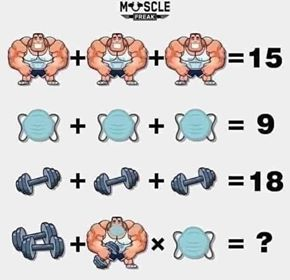 MUSCLE
FREAK
+ + = 15
+ + = 9
+ + = 18
+ × = ?